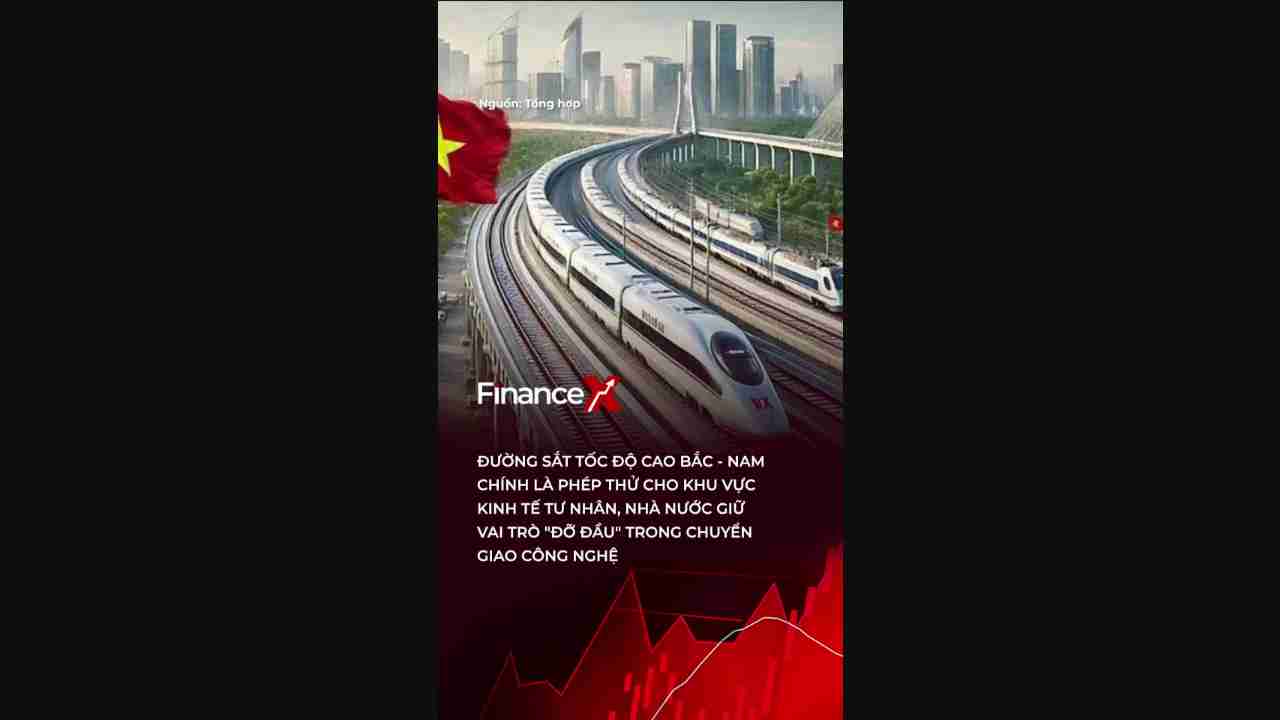 Nguồn: Tổng hợp
FinanceX
ĐƯỜNG SẮT TỐC ĐỘ CAO BẮC - NAM
CHÍNH LÀ PHÉP THỬ CHO KHU VỰC
KINH TẾ TƯ NHÂN, NHÀ NƯỚC GIỮ
VAI TRÒ "ĐỠ ĐẦU" TRONG CHUYỂN
GIAO CÔNG NGHỆ